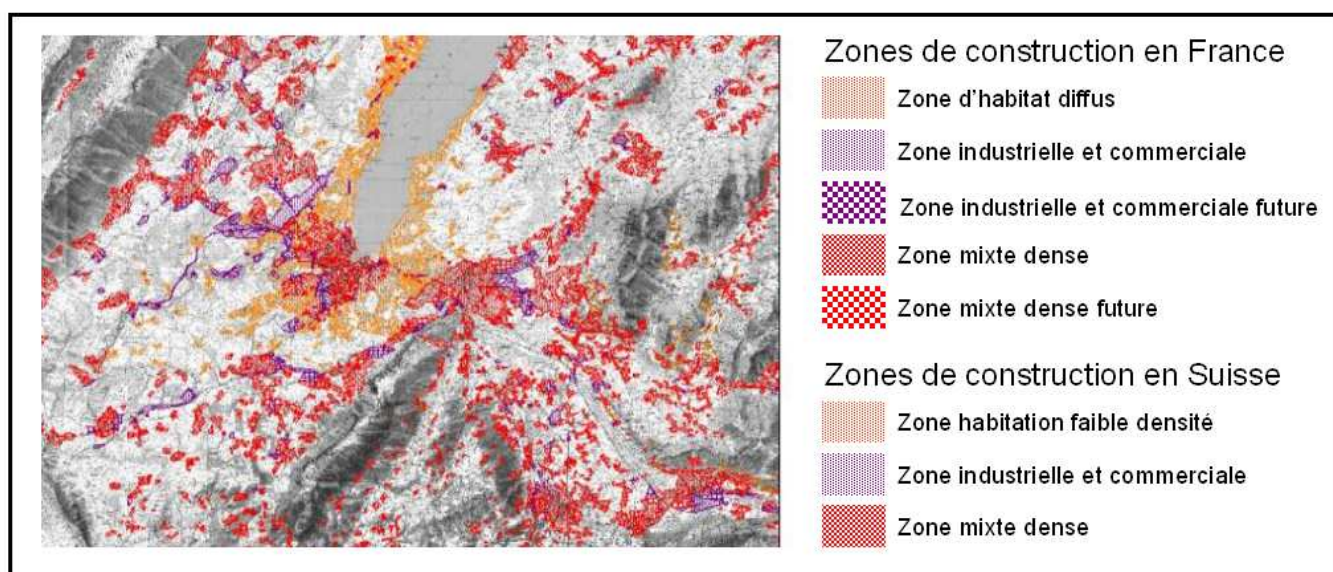 Zones de construction en France
Zone d'habitat diffus
Zone industrielle et commerciale
Zone industrielle et commerciale future
Zone mixte dense
Zone mixte dense future
Zones de construction en Suisse
Zone habitation faible densité
Zone industrielle et commerciale
Zone mixte dense